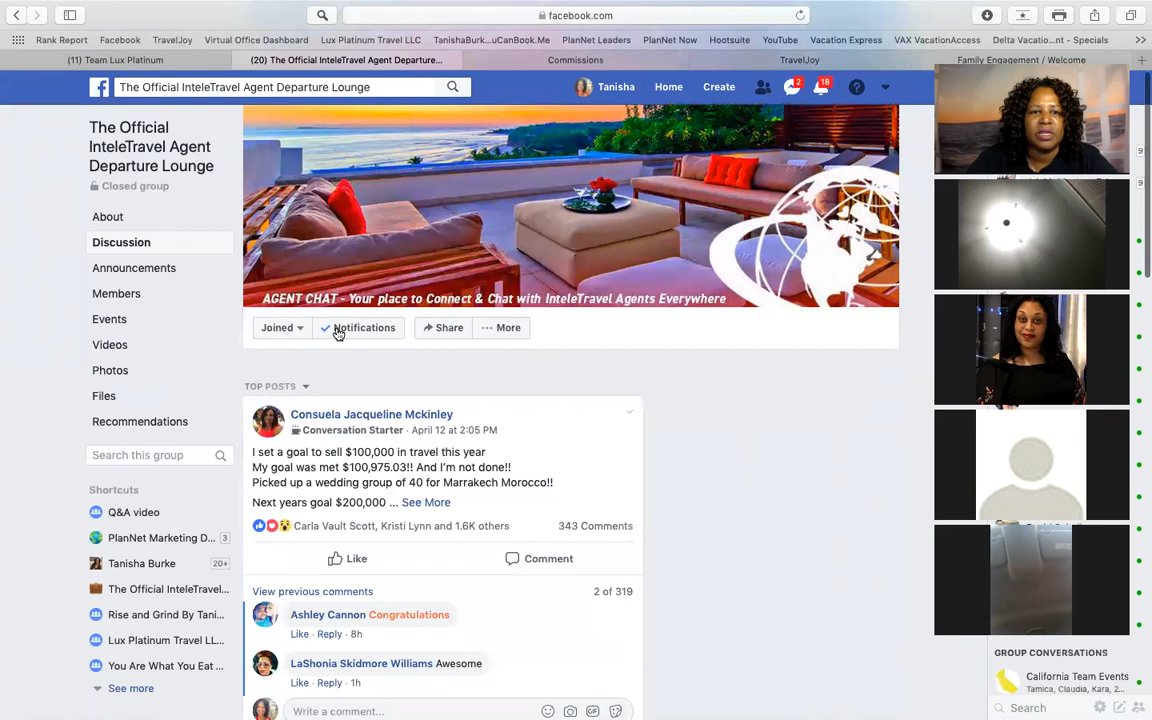 facebook.com
Rank Report
Facebook
TravelJoy
Virtual Office Dashboard
Lux Platinum Travel LLC
TanishaBurk...uCanBook.Me
PlanNet Leaders
PlanNet Now
Hootsuite
YouTube
Vacation Express
VAX VacationAccess
Delta Vacatio...nt - Specials
(11) Team Lux Platinum
(20) The Official InteleTravel Agent Departure...
Commissions
TravelJoy
Family Engagement / Welcome
The Official InteleTravel Agent Departure Lounge
Tanisha
Home
Create
2
18
The Official
InteleTravel Agent
Departure Lounge
Closed group
About
Discussion
Announcements
Members
Events
Videos
Photos
Files
Recommendations
Search this group
Shortcuts
Q&A video
PlanNet Marketing D... 3
Tanisha Burke 20+
The Official InteleTravel...
Rise and Grind By Tani...
Lux Platinum Travel LL...
You Are What You Eat ...
See more
AGENT CHAT - Your place to Connect & Chat with InteleTravel Agents Everywhere
Joined
Notifications
Share
More
TOP POSTS
Consuela Jacqueline Mckinley
Conversation Starter · April 12 at 2:05 PM
I set a goal to sell $100,000 in travel this year
My goal was met $100,975.03!! And I'm not done!!
Picked up a wedding group of 40 for Marrakech Morocco!!
Next years goal $200,000 ... See More
Carla Vault Scott, Kristi Lynn and 1.6K others
343 Comments
Like
Comment
View previous comments
2 of 319
Ashley Cannon Congratulations
Like · Reply · 8h
LaShonia Skidmore Williams Awesome
Like · Reply · 1h
Write a comment...
GIF
9
9
GROUP CONVERSATIONS
California Team Events
Tamica, Claudia, Kara, 2...
Search